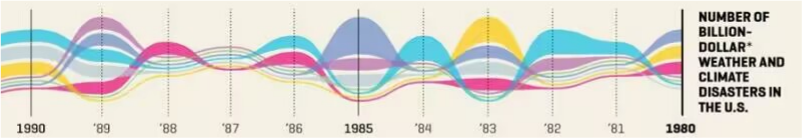 NUMBER OF
BILLION-
DOLLAR*
WEATHER AND
CLIMATE
DISASTERS IN
THE U.S.
1990 '89 '88 '87 '86 1985 '84 '83 '82 '81 1980